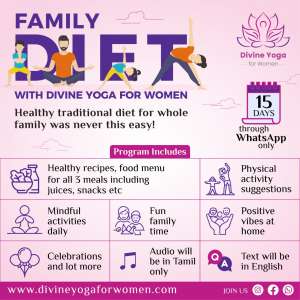 FAMILY
DIET
WITH DIVINE YOGA FOR WOMEN
Healthy traditional diet for whole
family was never this easy!
Divine Yoga
for Women
15
DAYS
through
WhatsApp
only
Program Includes
Healthy recipes, food menu
for all 3 meals including
juices, snacks etc
Physical
activity
suggestions
Mindful
activities
daily
Fun
family
time
Positive
vibes at
home
Celebrations
and lot more
Audio will
be in Tamil
only
Q
A
Text will be
in English
www.divineyogaforwomen.com
JOIN US